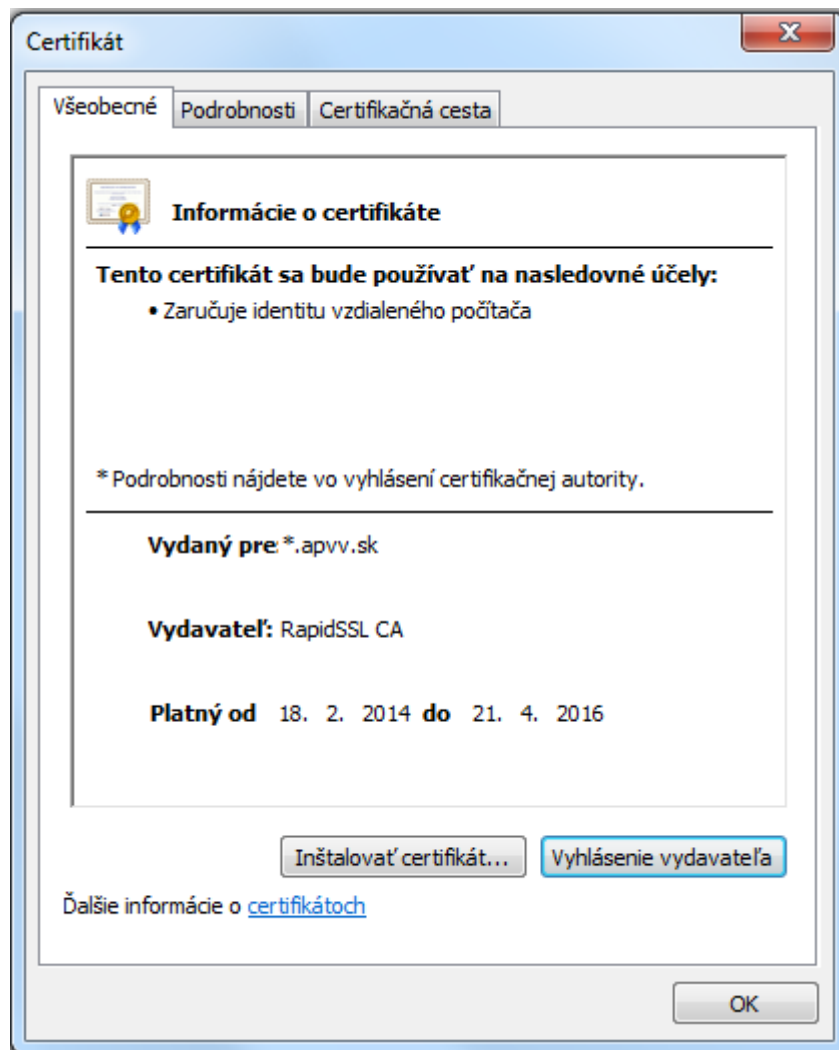 Certifikát
Všeobecné Podrobnosti Certifikačná cesta
Informácie o certifikáte
Tento certifikát sa bude používať na nasledovné účely:
• Zaručuje identitu vzdialeného počítača
* Podrobnosti nájdete vo vyhlásení certifikačnej autority.
Vydaný pre: *.apvv.sk
Vydavateľ: RapidSSL CA
Platný od 18. 2. 2014 do 21. 4. 2016
Inštalovať certifikát... Vyhlásenie vydavateľa
Ďalšie informácie o certifikátoch
OK